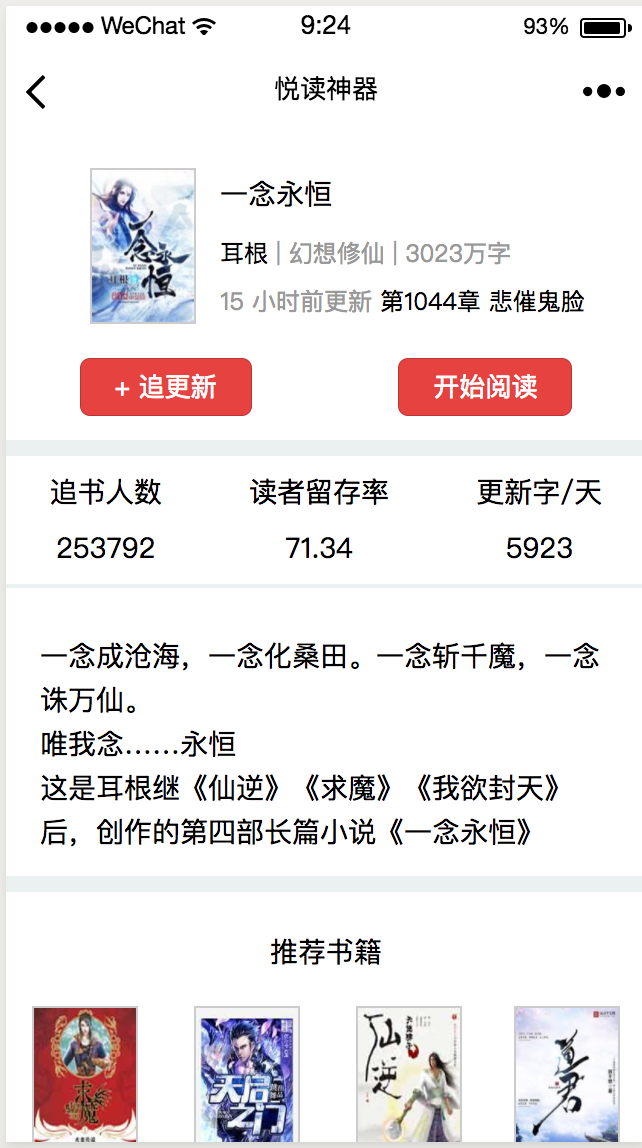 WeChat 9:24 93%
悦读神器
一念永恒
耳根 | 幻想修仙 | 3023万字
15 小时前更新 第1044章 悲催鬼脸
一念永恒
耳根
+ 追更新 开始阅读
追书人数 读者留存率 更新字/天
253792 71.34 5923
一念成沧海，一念化桑田。一念斩千魔，一念
诛万仙。
唯我念……永恒
这是耳根继《仙逆》《求魔》《我欲封天》
后，创作的第四部长篇小说《一念永恒》
推荐书籍
求魔
天启之门
仙逆
道君